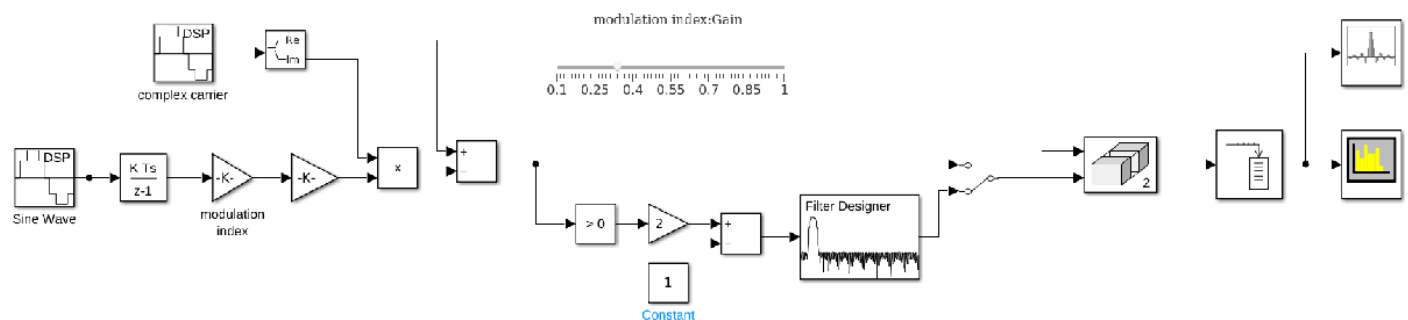 modulation index:Gain
DSP
Re
Im
complex carrier
0.1 0.25 0.4 0.55 0.7 0.85 1
DSP
Sine Wave
K Ts
z-1
-K-
modulation
index
-K-
x
+
−
> 0
2
+
−
1
Constant
Filter Designer
2